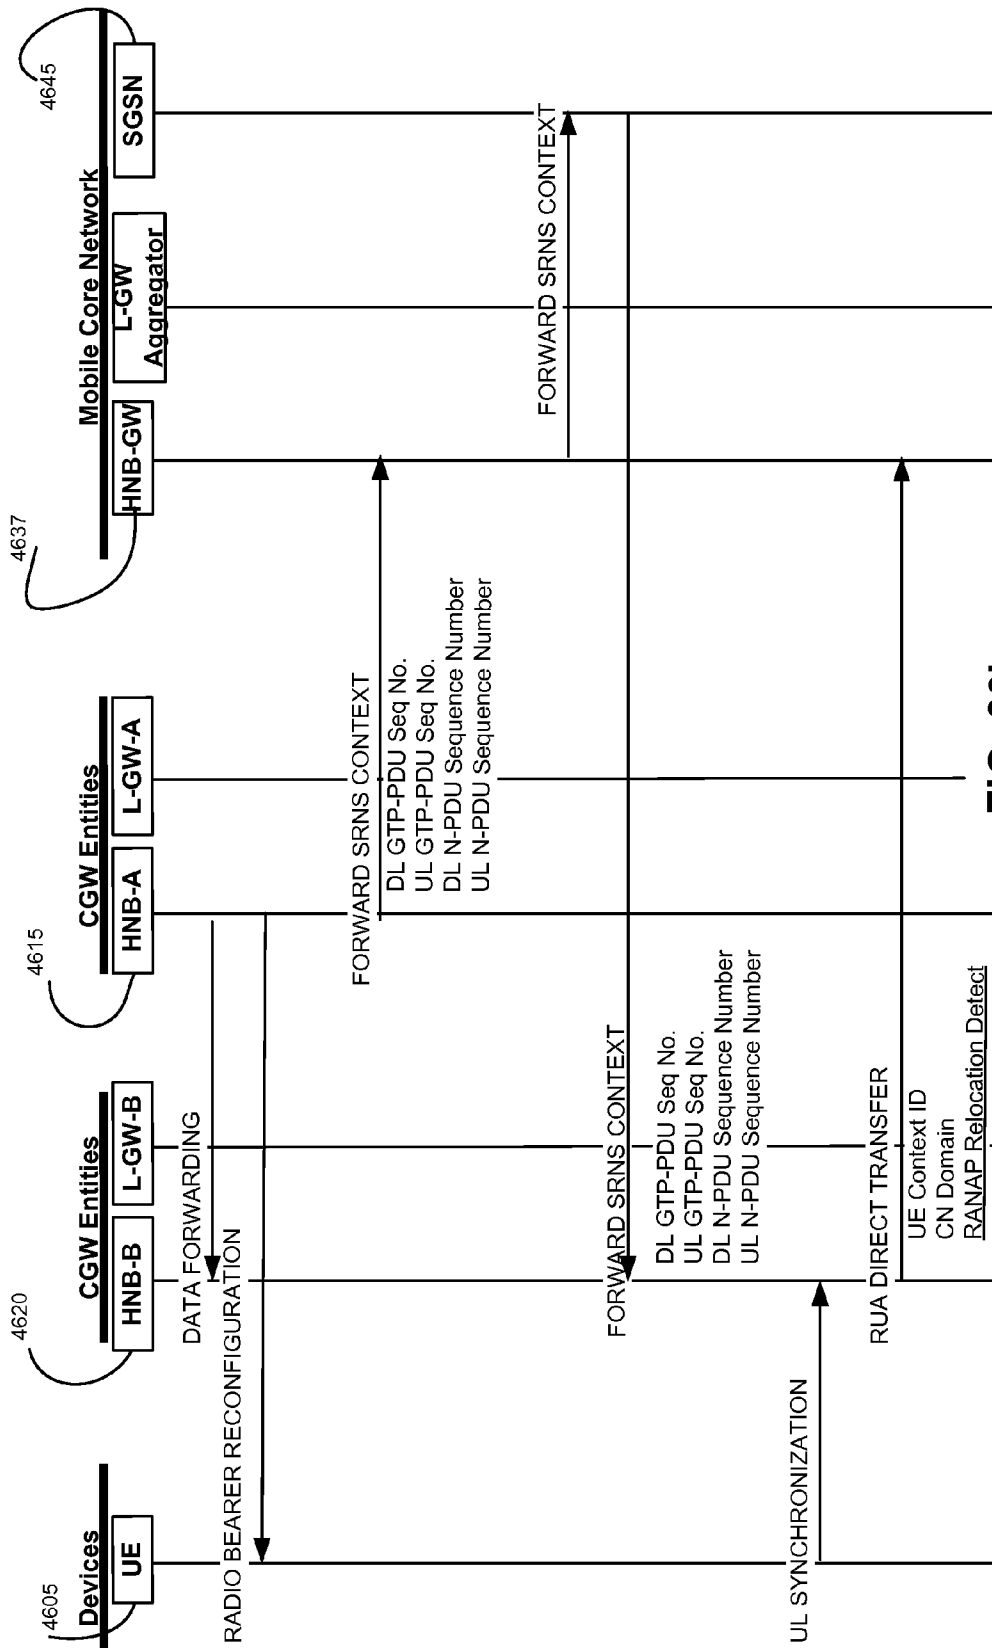 4605
4620
4615
4637
4645
Devices
CGW Entities
CGW Entities
Mobile Core Network
UE
HNB-B
L-GW-B
HNB-A
L-GW-A
HNB-GW
L-GW
Aggregator
SGSN
DATA FORWARDING
RADIO BEARER RECONFIGURATION
FORWARD SRNS CONTEXT
DL GTP-PDU Seq No.
UL GTP-PDU Seq No.
DL N-PDU Sequence Number
UL N-PDU Sequence Number
FORWARD SRNS CONTEXT
FORWARD SRNS CONTEXT
DL GTP-PDU Seq No.
UL GTP-PDU Seq No.
DL N-PDU Sequence Number
UL N-PDU Sequence Number
UL SYNCHRONIZATION
RUA DIRECT TRANSFER
UE Context ID
CN Domain
RANAP Relocation Detect